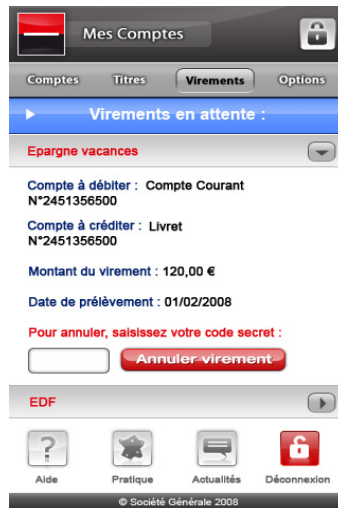 Mes Comptes
Comptes Titres Virements Options
Virements en attente :
Epargne vacances
Compte à débiter : Compte Courant
N°2451356500
Compte à créditer : Livret
N°2451356500
Montant du virement : 120,00 €
Date de prélèvement : 01/02/2008
Pour annuler, saisissez votre code secret :
Annuler virement
EDF
Aide Pratique Actualités Déconnexion
© Société Générale 2008